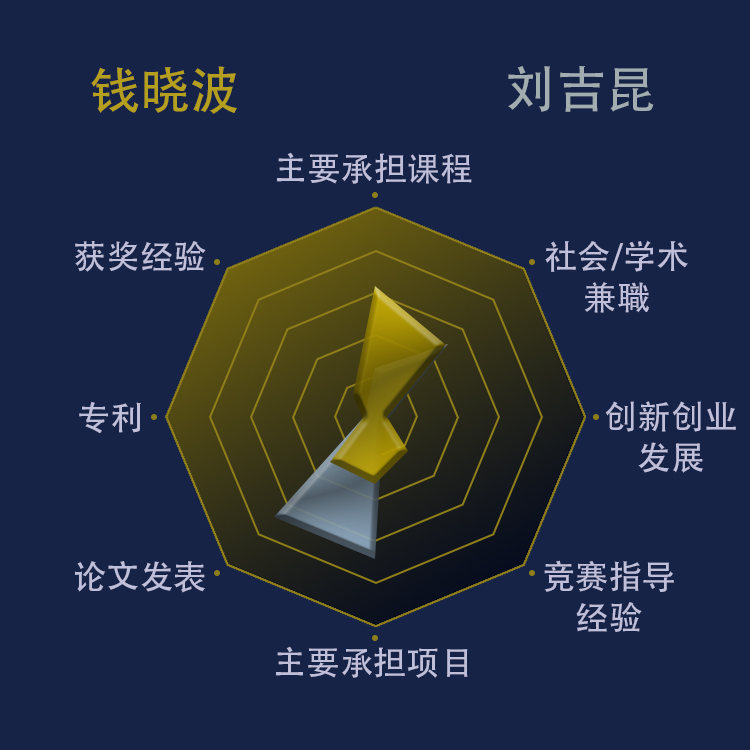 钱晓波
刘吉昆
主要承担课程
获奖经验
社会/学术
兼職
专利
创新创业
发展
论文发表
竞赛指导
经验
主要承担项目